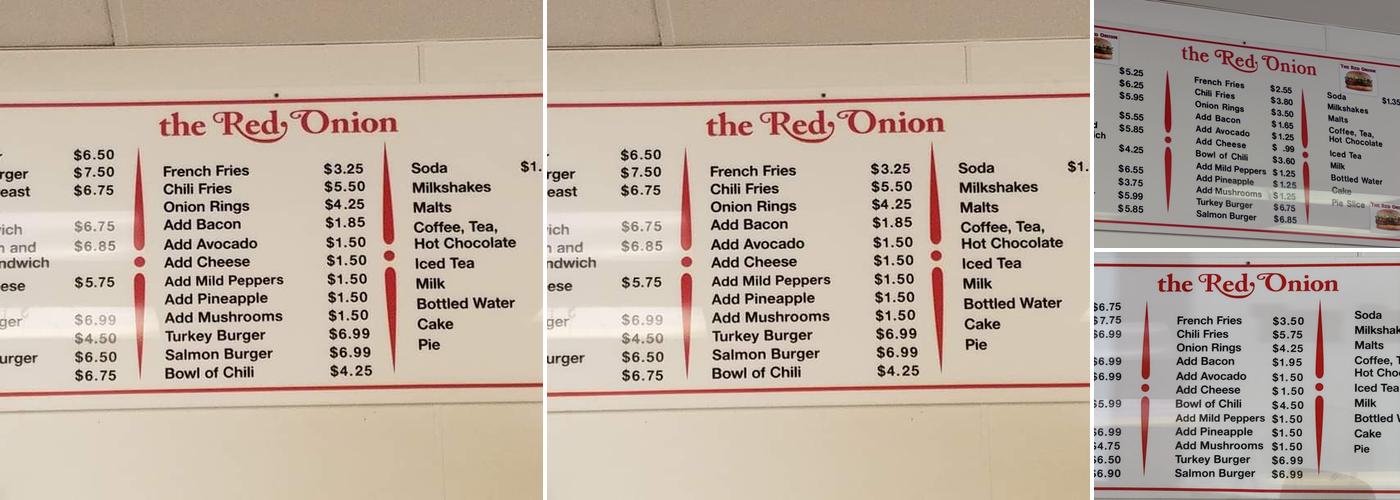 the Red Onion
$6.50
rger $7.50
east $6.75
$6.75
n and $6.85
ndwich
ese $5.75
$6.99
$4.50
urger $6.50
$6.75
French Fries $3.25
Chili Fries $5.50
Onion Rings $4.25
Add Bacon $1.85
Add Avocado $1.50
Add Cheese $1.50
Add Mild Peppers $1.50
Add Pineapple $1.50
Add Mushrooms $1.50
Turkey Burger $6.99
Salmon Burger $6.99
Bowl of Chili $4.25
Soda $1.
Milkshakes
Malts
Coffee, Tea,
Hot Chocolate
Iced Tea
Milk
Bottled Water
Cake
Pie
the Red Onion
$6.50
rger $7.50
east $6.75
wich $6.75
n and $6.85
ndwich
ese $5.75
$6.99
$4.50
urger $6.50
$6.75
French Fries $3.25
Chili Fries $5.50
Onion Rings $4.25
Add Bacon $1.85
Add Avocado $1.50
Add Cheese $1.50
Add Mild Peppers $1.50
Add Pineapple $1.50
Add Mushrooms $1.50
Turkey Burger $6.99
Salmon Burger $6.99
Bowl of Chili $4.25
Soda $1.
Milkshakes
Malts
Coffee, Tea,
Hot Chocolate
Iced Tea
Milk
Bottled Water
Cake
Pie
the Red Onion
The Red Onion
$5.25
$6.25
$5.95
$5.55
$5.85
$4.25
$6.55
$3.75
$5.99
$5.85
French Fries $2.55
Chili Fries $3.80
Onion Rings $3.50
Add Bacon $1.65
Add Avocado $1.25
Add Cheese $ .99
Bowl of Chili $3.60
Add Mild Peppers $1.25
Add Pineapple $1.25
Add Mushrooms $1.25
Turkey Burger $6.75
Salmon Burger $6.85
Soda $1.35
Milkshakes
Malts
Coffee, Tea,
Hot Chocolate
Iced Tea
Milk
Bottled Water
Cake
Pie Slice
the Red Onion
$6.75
$7.75
$6.99
$6.99
$6.99
$5.99
$6.99
$4.75
$6.50
$6.90
French Fries $3.50
Chili Fries $5.75
Onion Rings $4.25
Add Bacon $1.95
Add Avocado $1.50
Add Cheese $1.50
Bowl of Chili $4.50
Add Mild Peppers $1.50
Add Pineapple $1.50
Add Mushrooms $1.50
Turkey Burger $6.99
Salmon Burger $6.99
Soda
Milkshak
Malts
Coffee, T
Hot Choc
Iced Tea
Milk
Bottled W
Cake
Pie